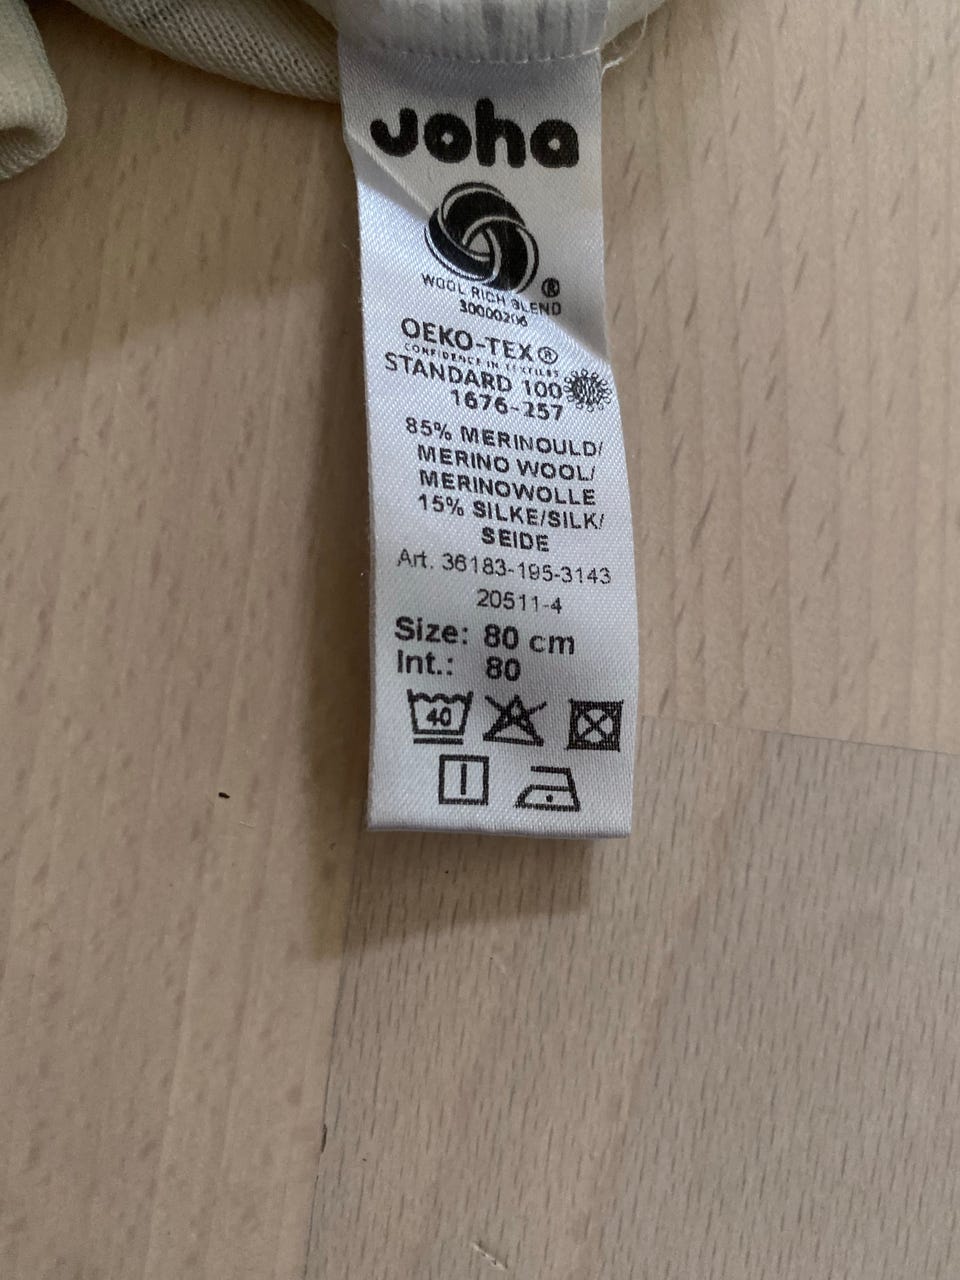 Joha
®
WOOL RICH BLEND
30000206
OEKO-TEX®
CONFIDENCE IN TEXTILES
STANDARD 100
1676-257
85% MERINOULD/
MERINO WOOL/
MERINOWOLLE
15% SILKE/SILK/
SEIDE
Art. 36183-195-3143
20511-4
Size: 80 cm
Int.: 80
40